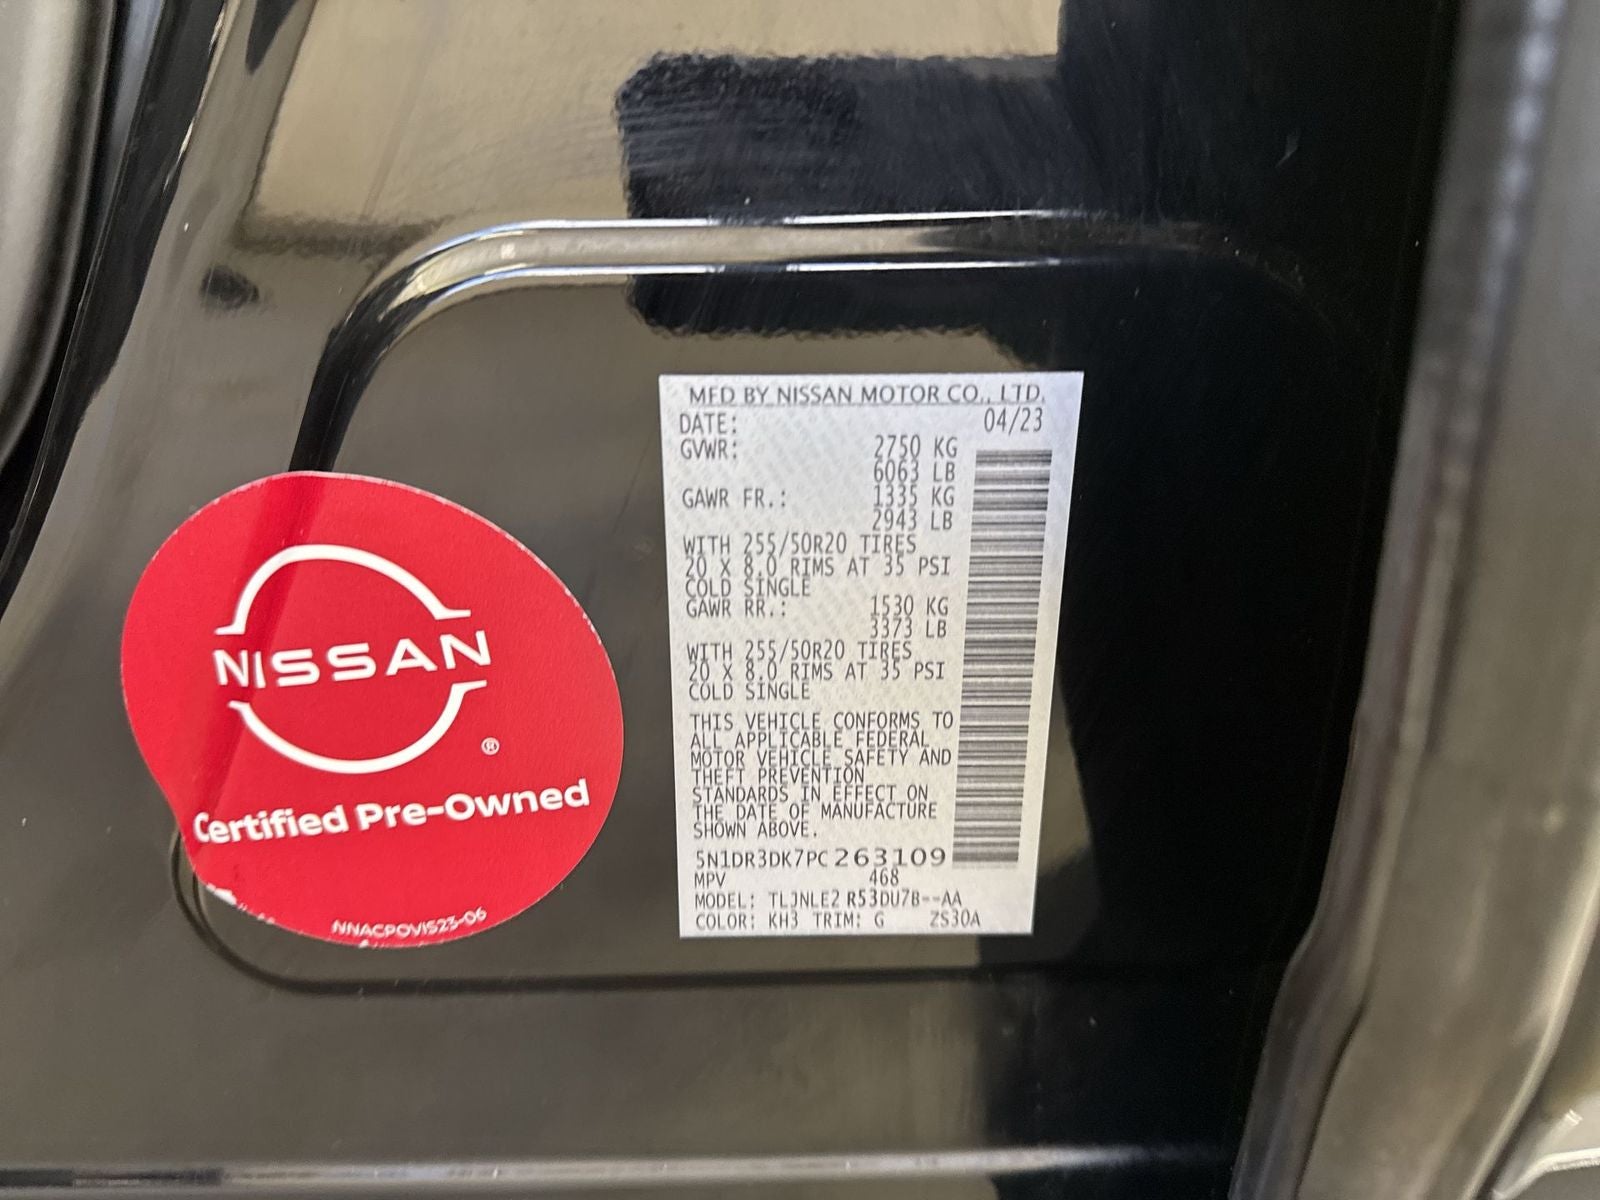 MFD BY NISSAN MOTOR CO., LTD.
DATE: 04/23
GVWR: 2750 KG
6063 LB
GAWR FR.: 1335 KG
2943 LB
WITH 255/50R20 TIRES
20 X 8.0 RIMS AT 35 PSI
COLD SINGLE
GAWR RR.: 1530 KG
3373 LB
WITH 255/50R20 TIRES
20 X 8.0 RIMS AT 35 PSI
COLD SINGLE
THIS VEHICLE CONFORMS TO
ALL APPLICABLE FEDERAL
MOTOR VEHICLE SAFETY AND
THEFT PREVENTION
STANDARDS IN EFFECT ON
THE DATE OF MANUFACTURE
SHOWN ABOVE.
5N1DR3DK7PC263109
MPV 468
MODEL: TLJNLE2 R53DU7B--AA
COLOR: KH3 TRIM: G ZS30A
NISSAN
®
Certified Pre-Owned
NNACPOVIS23-06